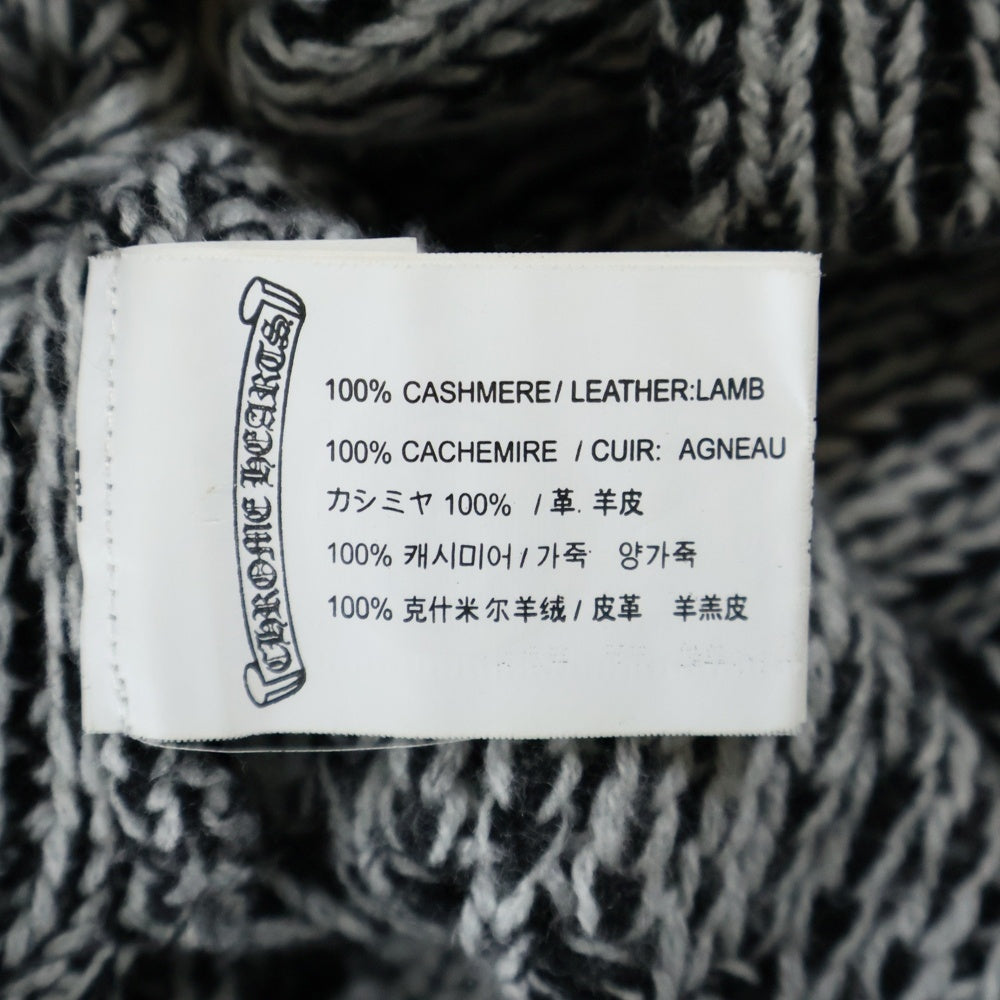 CHROME HEARTS
100% CASHMERE/ LEATHER:LAMB
100% CACHEMIRE / CUIR: AGNEAU
カシミヤ 100% / 革. 羊皮
100% 캐시미어 / 가죽 양가죽
100% 克什米尔羊绒 / 皮革 羊羔皮